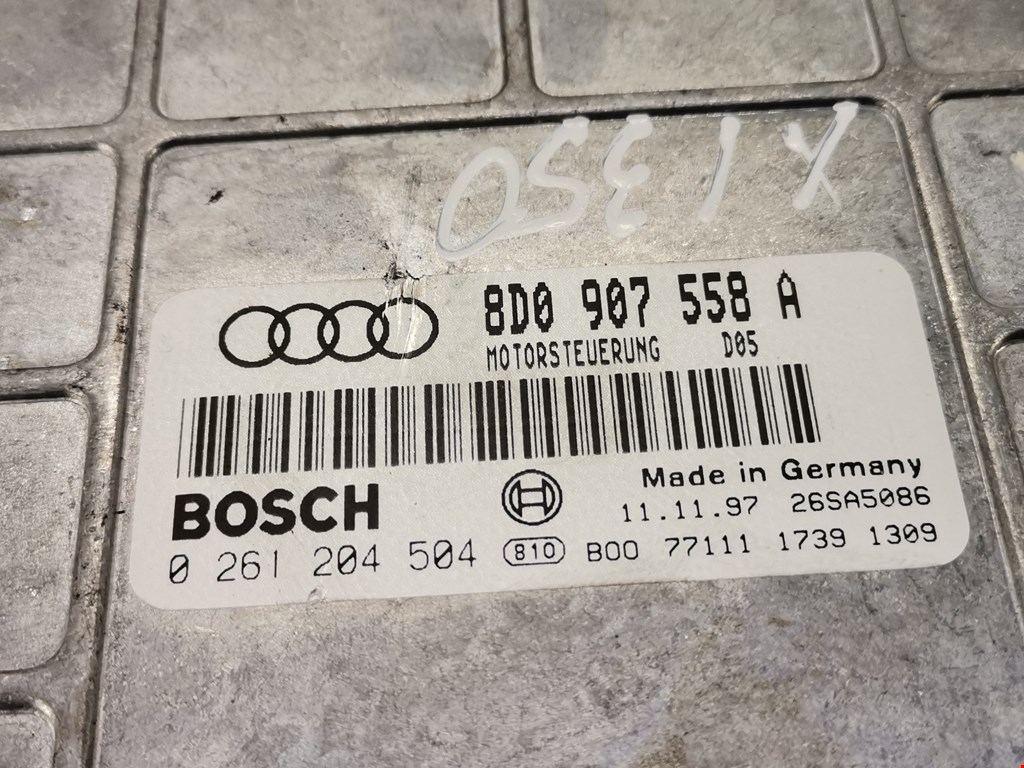 X1350
8D0 907 558 A
MOTORSTEUERUNG D05
Made in Germany
BOSCH 11.11.97 26SA5086
0 261 204 504 810 B00 77111 1739 1309